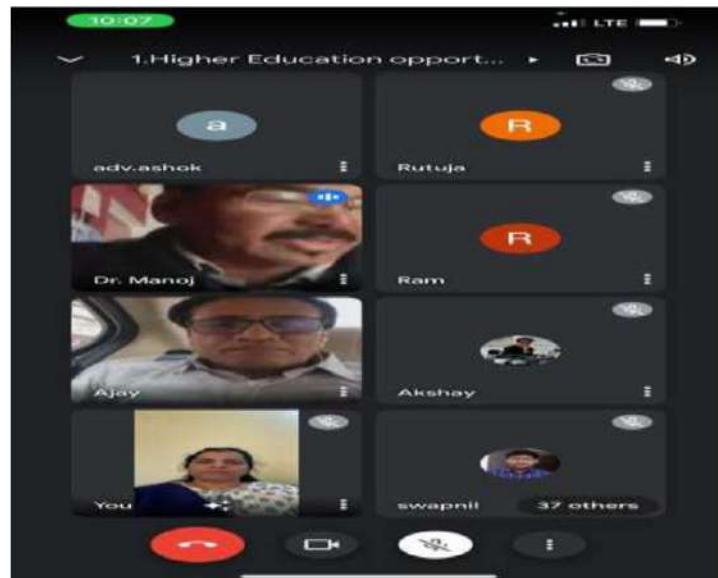 10:07
LTE
1.Higher Education opport...
a
R
adv.ashok
Rutuja
Dr. Manoj
R
Ram
Ajay
Akshay
You
swapnil
37 others